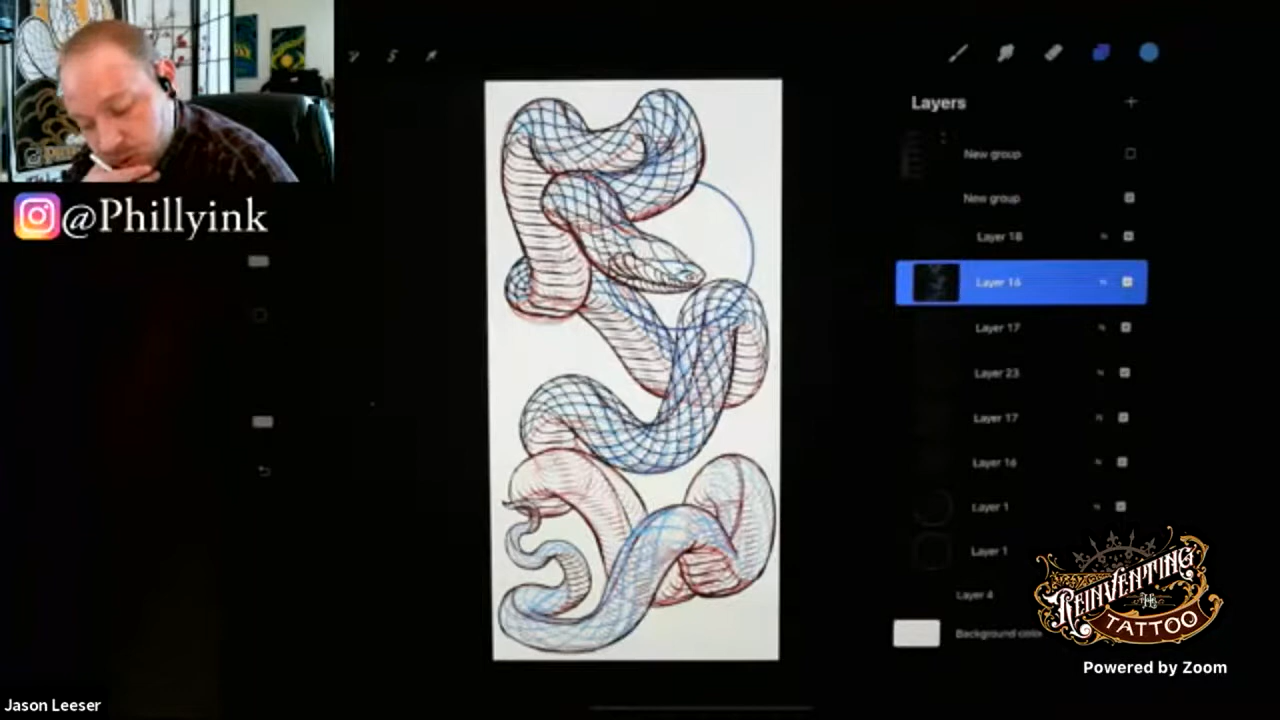 @Phillyink
Layers
New group
New group
Layer 18
Layer 16
Layer 17
Layer 23
Layer 17
Layer 16
Layer 1
Layer 1
Layer 4
Background color
REINVENTING
THE
TATTOO
Powered by Zoom
Jason Leeser